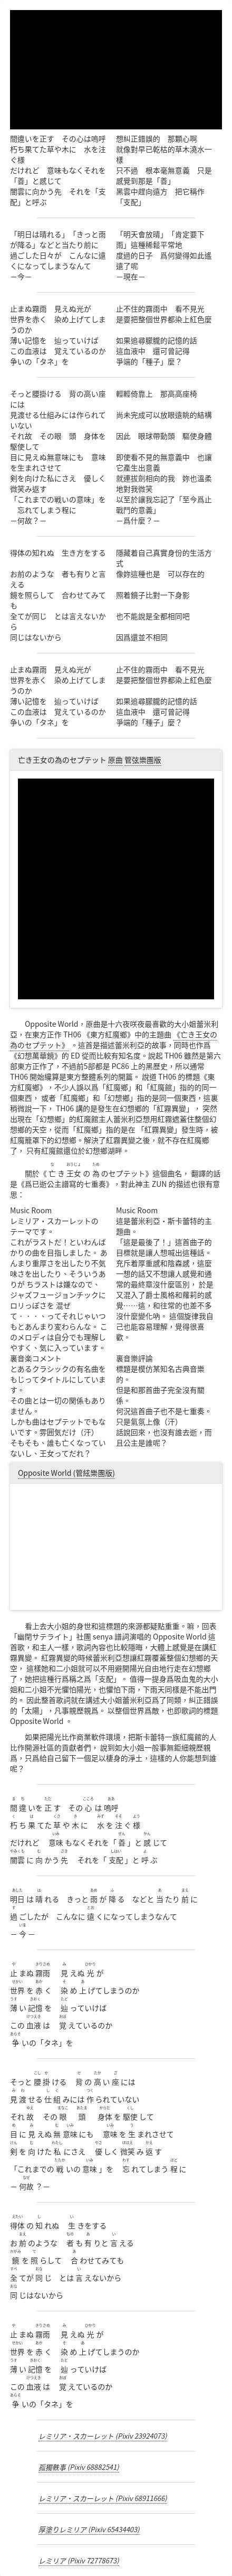 間違いを正す　その心は嗚呼
朽ち果てた草や木に　水を注ぐ様
だけれど　意味もなくそれを「善」と感じて
闇雲に向かう先　それを「支配」と呼ぶ
想糾正錯誤的　那顆心啊
就像對早已乾枯的草木澆水一樣
只不過　根本毫無意義　只是感覺到那是「善」
黑雲中趕向遠方　把它稱作「支配」
「明日は晴れる」「きっと雨が降る」などと当たり前に
過ごした日々が　こんなに遠くになってしまうなんて
－今－
「明天會放晴」「肯定要下雨」這種稀鬆平常地
度過的日子　爲何變得如此遙遠了呢
－現在－
止まぬ霧雨　見えぬ光が
世界を赤く　染め上げてしまうのか
薄い記憶を　辿っていけば
この血液は　覚えているのか
争いの「タネ」を
止不住的霧雨中　看不見光
是要把整個世界都染上紅色麼
如果追尋朦朧的記憶的話
這血液中　還可曾記得
爭端的「種子」麼？
そっと腰掛ける　背の高い座には
見渡せる仕組みには作られていない
それ故　その眼　頭　身体を駆使して
目に見えぬ無意味にも　意味を生まれさせて
剣を向けた私にさえ　優しく微笑み返す
「これまでの戦いの意味」を　忘れてしまう程に
－何故？－
輕輕倚靠上　那高高座椅
尚未完成可以放眼遠眺的結構
因此　眼球帶動頭　驅使身體
即使看不見的無意義中　也讓它產生出意義
就連拔劍相向的我　妳也溫柔地對我微笑
以至於讓我忘記了「至今爲止戰鬥的意義」
－爲什麼？－
得体の知れぬ　生き方をする
お前のような　者も有りと言える
鏡を照らして　合わせてみても
全てが同じ　とは言えないから
同じはないから
隱藏着自己真實身份的生活方式
像妳這種也是　可以存在的
照着鏡子比對一下身影
也不能說是全都相同吧
因爲還並不相同
止まぬ霧雨　見えぬ光が
世界を赤く　染め上げてしまうのか
薄い記憶を　辿っていけば
この血液は　覚えているのか
争いの「タネ」を
止不住的霧雨中　看不見光
是要把整個世界都染上紅色麼
如果追尋朦朧的記憶的話
這血液中　還可曾記得
爭端的「種子」麼？
亡き王女の為のセプテット 原曲 管弦樂團版
Opposite World，原曲是十六夜咲夜最喜歡的大小姐蕾米利亞，在東方正作 TH06 《東方紅魔鄉》中的主題曲 《亡き王女の為のセプテット》 。這首是描述蕾米利亞的故事，同時也作爲《幻想萬華鏡》的 ED 從而比較有知名度。說起 TH06 雖然是第六部東方正作了，不過前5部都是 PC86 上的黑歷史，所以通常 TH06 開始纔算是東方整體系列的開篇。 說道 TH06 的標題《東方紅魔鄉》，不少人誤以爲「紅魔鄉」和「紅魔館」指的的同一個東西， 或者「紅魔鄉」和「幻想鄉」指的是同一個東西，這裏稍微說一下， TH06 講的是發生在幻想鄉的「紅霧異變」， 突然出現在「幻想鄉」的紅魔館主人蕾米利亞想用紅霧遮蓋住整個幻想鄉的天空，從而「紅魔鄉」指的是在 「紅霧異變」發生時，被紅魔籠罩下的幻想鄉。解決了紅霧異變之後，就不存在紅魔鄉了， 只有紅魔館還位於幻想鄉湖畔。
關於《亡き王女の為のセプテット》這個曲名， 翻譯的話是《爲已逝公主譜寫的七重奏》，對此神主 ZUN 的描述也很有意思：
Music Room
レミリア・スカーレットのテーマです。
これがラストだ！といわんばかりの曲を目指しました。 あんまり重厚さを出したり不気味さを出したり、そういうありがちラストは嫌なので、 ジャズフュージョンチックにロリっぽさを 混ぜて・・・・ってそれじゃいつもとあんまり変わらんな。 このメロディは自分でも理解しやすく、気に入っています。
裏音楽コメント
とあるクラシックの有名曲をもじってタイトルにしています。
その曲とは一切の関係もありません。
しかも曲はセプテットでもないです。雰囲気だけ（汗）
そもそも、誰も亡くなっていないし、王女ってだれ？
Music Room
這是蕾米利亞・斯卡蕾特的主題曲。
「這是最後了！」這首曲子的目標就是讓人想喊出這種話。充斥着厚重感和陰森感，這麼一想的話又不想讓人感覺和通常的最終章沒什麼區別， 於是又混入了爵士風格和蘿莉的感覺⋯⋯這，和往常的也差不多沒什麼變化吶。 這個旋律我自己也能容易理解，覺得很喜歡。
裏音樂評論
標題是模仿某知名古典音樂的。
但是和那首曲子完全沒有關係。
何況這首曲子也不是七重奏。只是氣氛上像（汗）
話說回來，也沒有誰去逝，而且公主是誰呢？
Opposite World (管絃樂團版)
看上去大小姐的身世和這標題的來源都疑點重重。嘛，回表「幽閉サテライト」社團 senya 譜詞演唱的 Opposite World 這首歌，和主人一樣，歌詞內容也比較隱晦，大體上感覺是在講紅霧異變。 紅霧異變的時候蕾米利亞想讓紅霧覆蓋整個幻想鄉的天空， 這樣她和二小姐就可以不用避開陽光自由地行走在幻想鄉了，她把這種行爲稱之爲「支配」。 值得一提身爲吸血鬼的大小姐和二小姐不光懼怕陽光，也懼怕下雨，下雨天同樣是不能出門的。 因此整首歌詞就在講述大小姐蕾米利亞爲了同類，糾正錯誤的「太陽」，凡事親歷親爲。 以整個世界爲敵，也即歌詞的標題 Opposite World 。
如果把陽光比作商業軟件環境，把斯卡蕾特一族紅魔館的人比作開源社區的貢獻者們， 說到如大小姐一般事無鉅細親歷親爲，只爲給自己留下一個足以棲身的淨土，這樣的人你能想到誰呢？
間違いを正す　その心は嗚呼
朽ち果てた草や木に　水を注ぐ様
だけれど　意味もなくそれを「善」と感じて
闇雲に向かう先　それを「支配」と呼ぶ
明日は晴れる　きっと雨が降る　などと当たり前に
過ごしたが　こんなに遠くになってしまうなんて
－今－
止まぬ霧雨　見えぬ光が
世界を赤く　染め上げてしまうのか
薄い記憶を　辿っていけば
この血液は　覚えているのか
争いの「タネ」を
そっと腰掛ける　背の高い座には
見渡せる仕組みには作られていない
それ故　その眼　頭　身体を駆使して
目に見えぬ無意味にも　意味を生まれさせて
剣を向けた私にさえ　優しく微笑み返す
「これまでの戦いの意味」を　忘れてしまう程に
－何故？－
得体の知れぬ　生きをする
お前のような　者も有りと言える
鏡を照らして　合わせてみても
全てが同じ　とは言えないから
同じはないから
止まぬ霧雨　見えぬ光が
世界を赤く　染め上げてしまうのか
薄い記憶を　辿っていけば
この血液は　覚えているのか
争いの「タネ」を
レミリア・スカーレット (Pixiv 23924073)
孤獨執事 (Pixiv 68882541)
レミリア・スカーレット (Pixiv 68911666)
厚塗りレミリア (Pixiv 65434403)
レミリア (Pixiv 72778673)